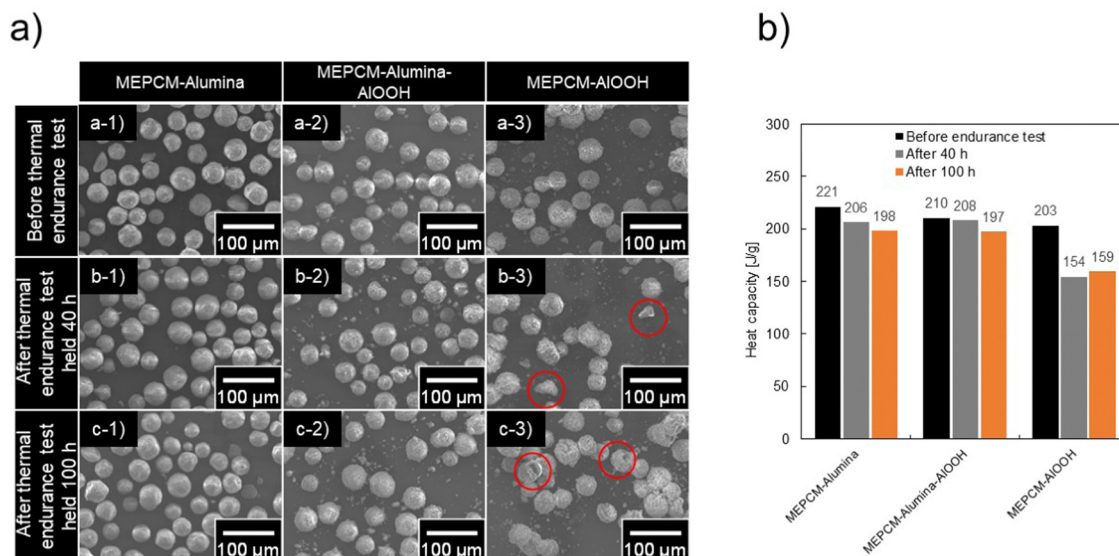 a)
MEPCM-Alumina
MEPCM-Alumina-
AlOOH
MEPCM-AlOOH
Before thermal
endurance test
a-1)
100 µm
a-2)
100 µm
a-3)
100 µm
After thermal
endurance test
held 40 h
b-1)
100 µm
b-2)
100 µm
b-3)
100 µm
After thermal
endurance test
held 100 h
c-1)
100 µm
c-2)
100 µm
c-3)
100 µm
b)
Heat capacity [J/g]
300
250
200
150
100
50
0
Before endurance test
After 40 h
After 100 h
221
206
198
210
208
197
203
154
159
MEPCM-Alumina
MEPCM-Alumina-AlOOH
MEPCM-AlOOH